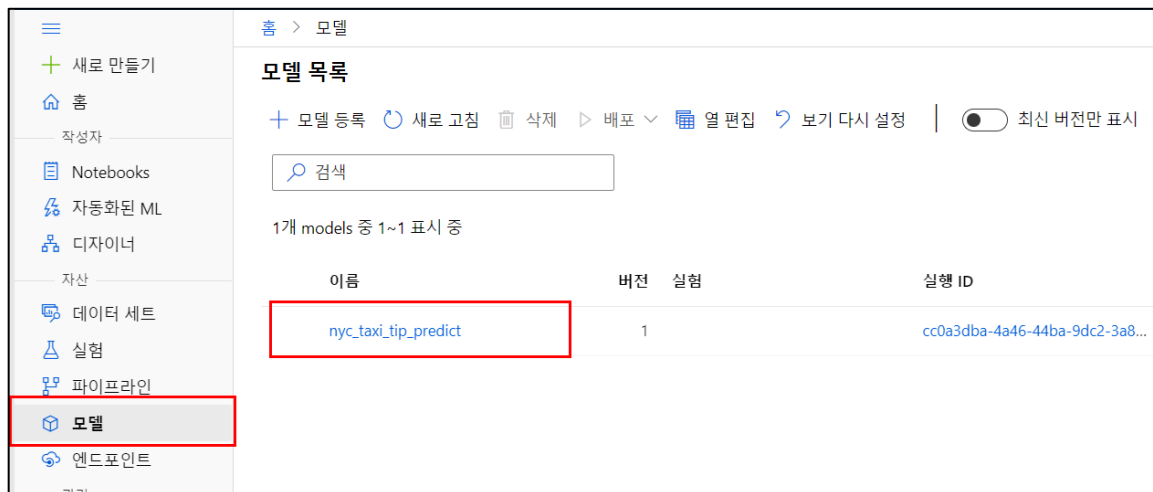 홈 > 모델
새로 만들기
홈
작성자
Notebooks
자동화된 ML
디자이너
자산
데이터 세트
실험
파이프라인
모델
엔드포인트
모델 목록
모델 등록 새로 고침 삭제 배포 열 편집 보기 다시 설정 최신 버전만 표시
검색
1개 models 중 1~1 표시 중
이름 버전 실험 실행 ID
nyc_taxi_tip_predict 1 cc0a3dba-4a46-44ba-9dc2-3a8...